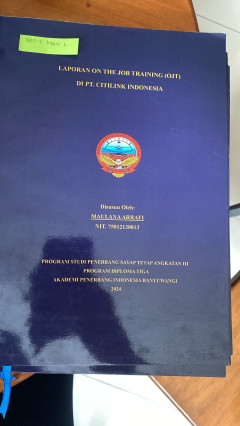 LAPORAN ON THE JOB TRAINING (OJT)
DI PT. CITILINK INDONESIA
Disusun Oleh:
MAULANA ARRAFI
NIT. 75012130013
PROGRAM STUDI PENERBANG SAYAP TETAP ANGKATAN III
PROGRAM DIPLOMA TIGA
AKADEMI PENERBANG INDONESIA BANYUWANGI
2024